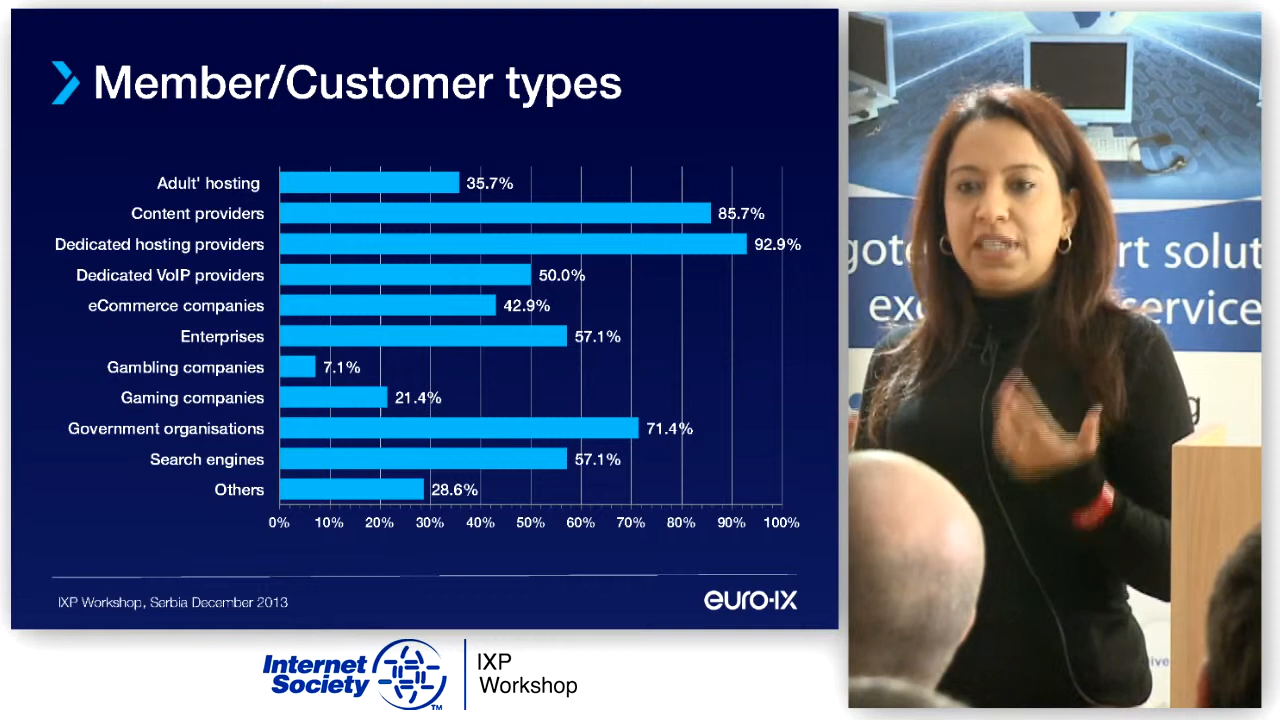 Member/Customer types
Adult' hosting 35.7%
Content providers 85.7%
Dedicated hosting providers 92.9%
Dedicated VoIP providers 50.0%
eCommerce companies 42.9%
Enterprises 57.1%
Gambling companies 7.1%
Gaming companies 21.4%
Government organisations 71.4%
Search engines 57.1%
Others 28.6%
0% 10% 20% 30% 40% 50% 60% 70% 80% 90% 100%
IXP Workshop, Serbia December 2013
euro-ix
Internet
Society
TM
IXP
Workshop